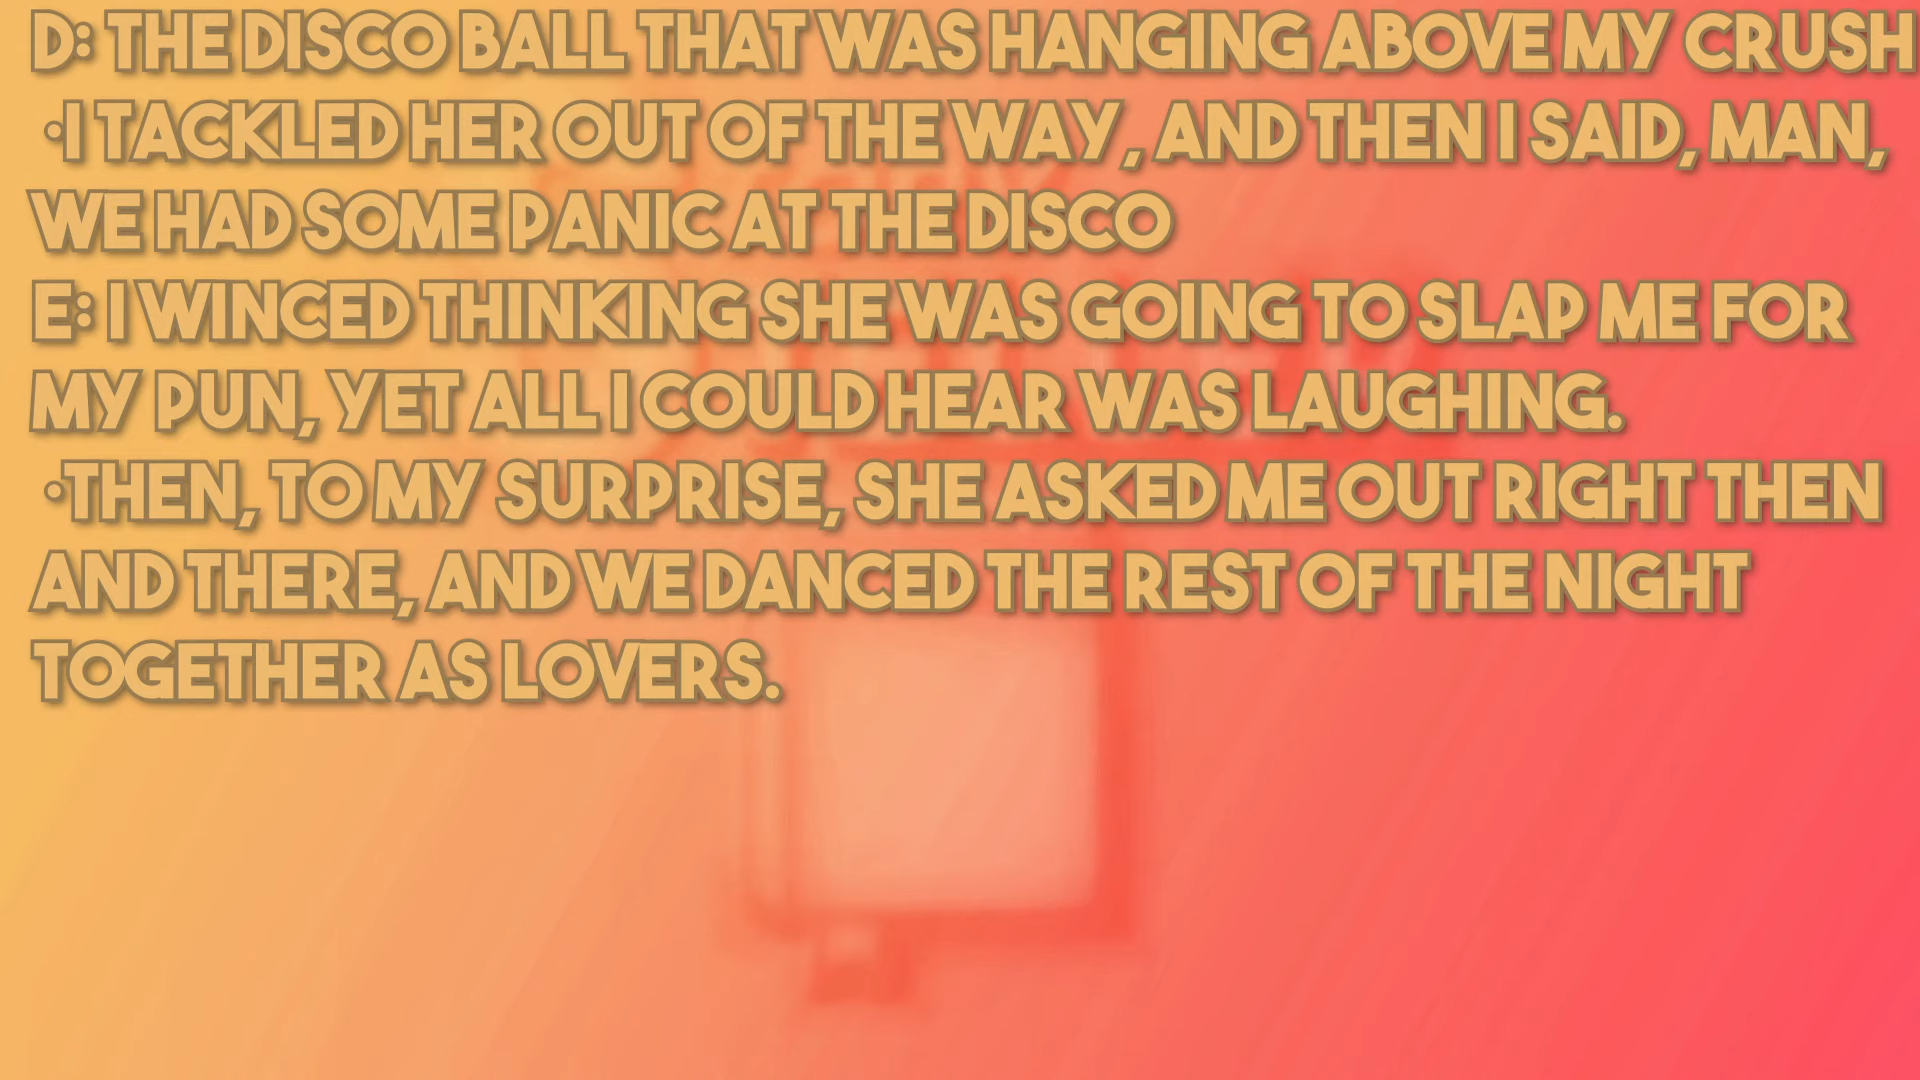 D: THE DISCO BALL THAT WAS HANGING ABOVE MY CRUSH
•I TACKLED HER OUT OF THE WAY, AND THEN I SAID, MAN,
WE HAD SOME PANIC AT THE DISCO
E: I WINCED THINKING SHE WAS GOING TO SLAP ME FOR
MY PUN, YET ALL I COULD HEAR WAS LAUGHING.
•THEN, TO MY SURPRISE, SHE ASKED ME OUT RIGHT THEN
AND THERE, AND WE DANCED THE REST OF THE NIGHT
TOGETHER AS LOVERS.